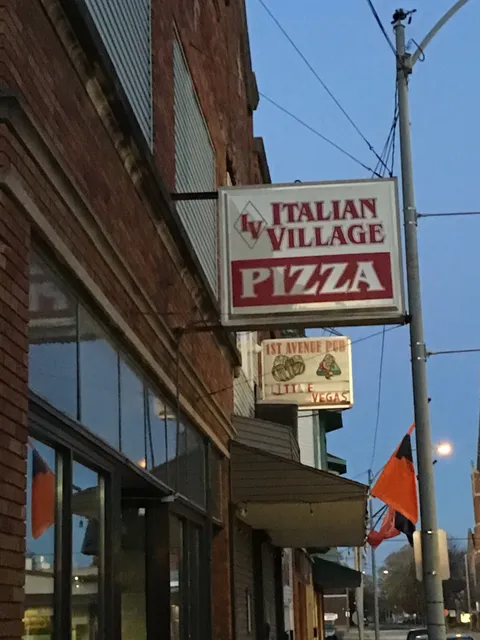 IV ITALIAN
VILLAGE
PIZZA
1ST AVENUE PUB
LITTLE
VEGAS